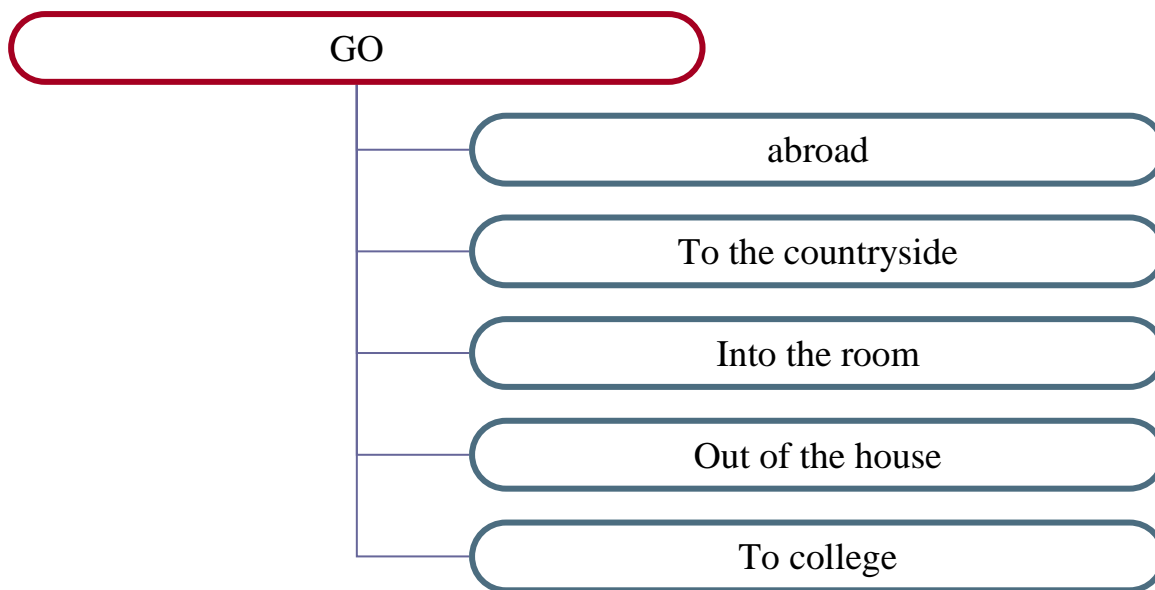 GO
abroad
To the countryside
Into the room
Out of the house
To college